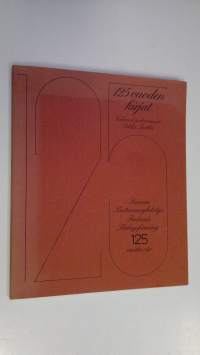 125 vuoden
kirjat
125
Suomen
Kustannusyhdistys
Finlands
Förlagsförening
125